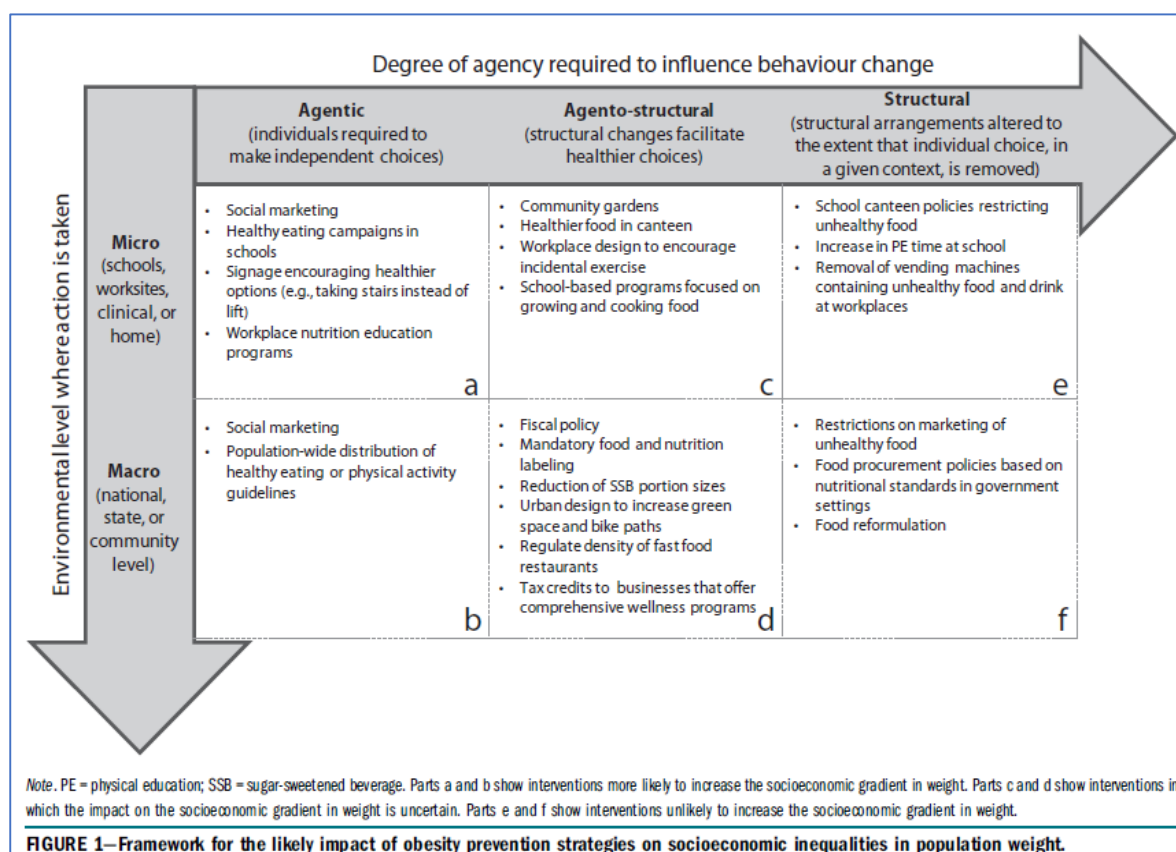 Degree of agency required to influence behaviour change
Agentic
(individuals required to
make independent choices)
Agento-structural
(structural changes facilitate
healthier choices)
Structural
(structural arrangements altered to
the extent that individual choice, in
a given context, is removed)
Environmental level where action is taken
Micro
(schools,
worksites,
clinical, or
home)
• Social marketing
• Healthy eating campaigns in
schools
• Signage encouraging healthier
options (e.g., taking stairs instead of
lift)
• Workplace nutrition education
programs
a
• Community gardens
• Healthier food in canteen
• Workplace design to encourage
incidental exercise
• School-based programs focused on
growing and cooking food
c
• School canteen policies restricting
unhealthy food
• Increase in PE time at school
• Removal of vending machines
containing unhealthy food and drink
at workplaces
e
Macro
(national,
state, or
community
level)
• Social marketing
• Population-wide distribution of
healthy eating or physical activity
guidelines
b
• Fiscal policy
• Mandatory food and nutrition
labeling
• Reduction of SSB portion sizes
• Urban design to increase green
space and bike paths
• Regulate density of fast food
restaurants
• Tax credits to businesses that offer
comprehensive wellness programs
d
• Restrictions on marketing of
unhealthy food
• Food procurement policies based on
nutritional standards in government
settings
• Food reformulation
f
Note. PE = physical education; SSB = sugar-sweetened beverage. Parts a and b show interventions more likely to increase the socioeconomic gradient in weight. Parts c and d show interventions in
which the impact on the socioeconomic gradient in weight is uncertain. Parts e and f show interventions unlikely to increase the socioeconomic gradient in weight.
FIGURE 1—Framework for the likely impact of obesity prevention strategies on socioeconomic inequalities in population weight.